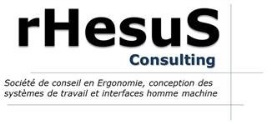 rHesuS
Consulting
Société de conseil en Ergonomie, conception des
systèmes de travail et interfaces homme machine